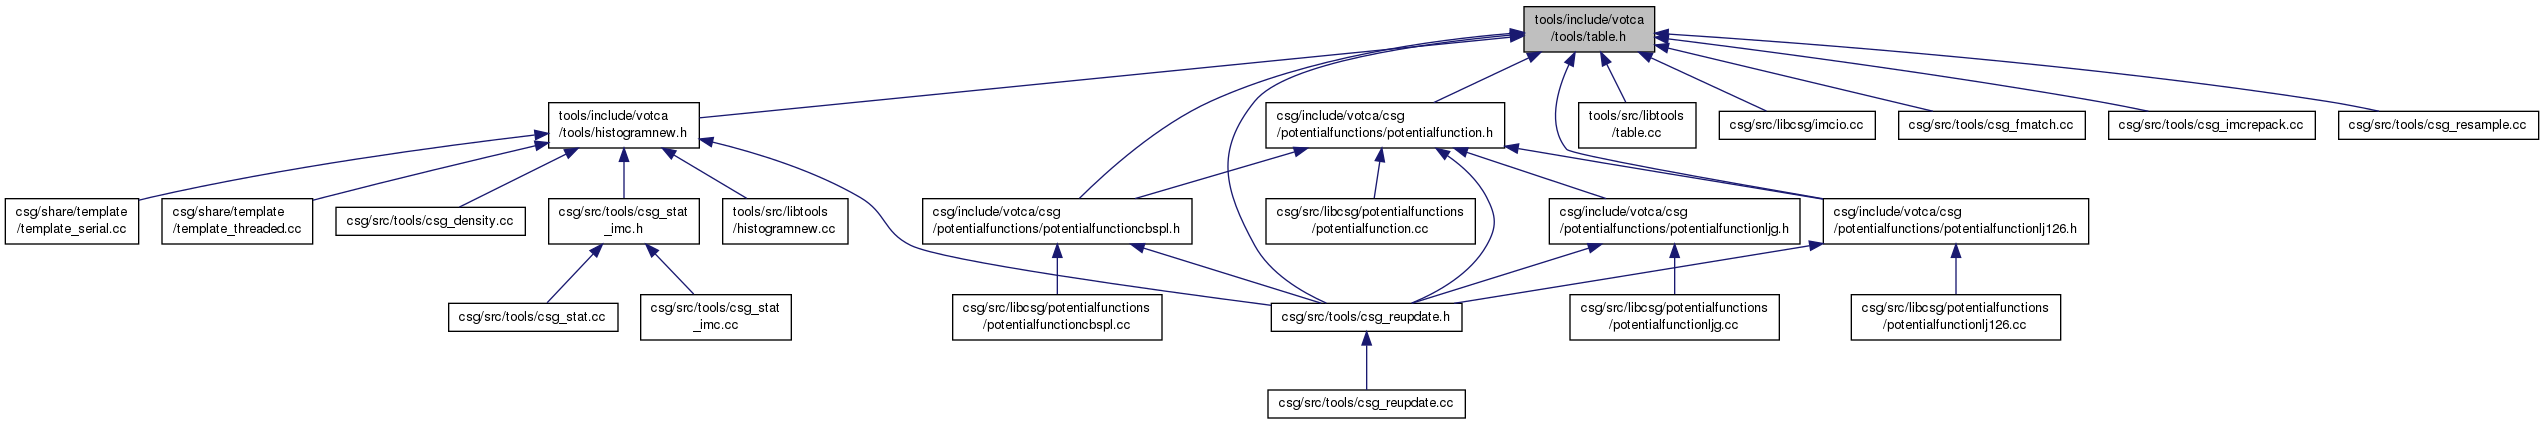 tools/include/votca
/tools/table.h
tools/include/votca
/tools/histogramnew.h
csg/include/votca/csg
/potentialfunctions/potentialfunction.h
tools/src/libtools
/table.cc
csg/src/libcsg/imcio.cc
csg/src/tools/csg_fmatch.cc
csg/src/tools/csg_imcrepack.cc
csg/src/tools/csg_resample.cc
csg/share/template
/template_serial.cc
csg/share/template
/template_threaded.cc
csg/src/tools/csg_density.cc
csg/src/tools/csg_stat
_imc.h
tools/src/libtools
/histogramnew.cc
csg/include/votca/csg
/potentialfunctions/potentialfunctioncbspl.h
csg/src/libcsg/potentialfunctions
/potentialfunction.cc
csg/include/votca/csg
/potentialfunctions/potentialfunctionljg.h
csg/include/votca/csg
/potentialfunctions/potentialfunctionlj126.h
csg/src/tools/csg_stat.cc
csg/src/tools/csg_stat
_imc.cc
csg/src/libcsg/potentialfunctions
/potentialfunctioncbspl.cc
csg/src/tools/csg_reupdate.h
csg/src/libcsg/potentialfunctions
/potentialfunctionljg.cc
csg/src/libcsg/potentialfunctions
/potentialfunctionlj126.cc
csg/src/tools/csg_reupdate.cc